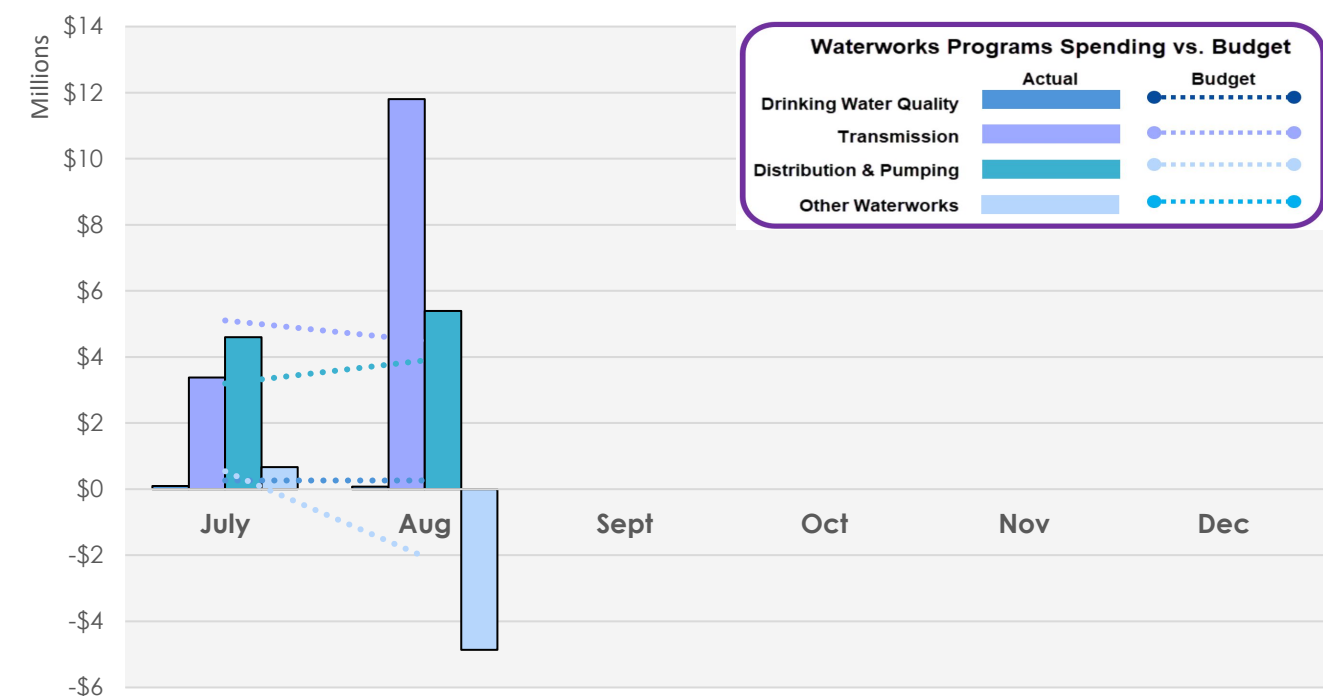 Millions
$14
$12
$10
$8
$6
$4
$2
$0
-$2
-$4
-$6
July Aug Sept Oct Nov Dec
Waterworks Programs Spending vs. Budget
Actual Budget
Drinking Water Quality
Transmission
Distribution & Pumping
Other Waterworks